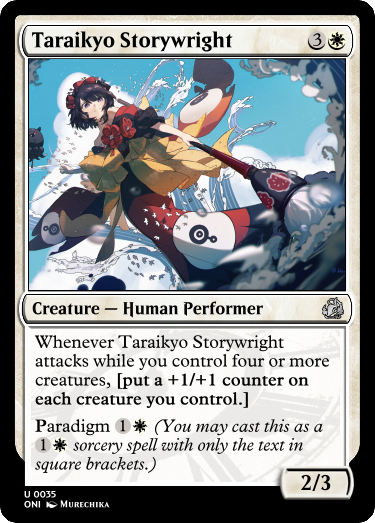 Taraikyo Storywright 3
Creature — Human Performer
Whenever Taraikyo Storywright
attacks while you control four or more
creatures, [put a +1/+1 counter on
each creature you control.]
Paradigm 1 (You may cast this as a
1 sorcery spell with only the text in
square brackets.)
2/3
U 0035
ONI Murechika